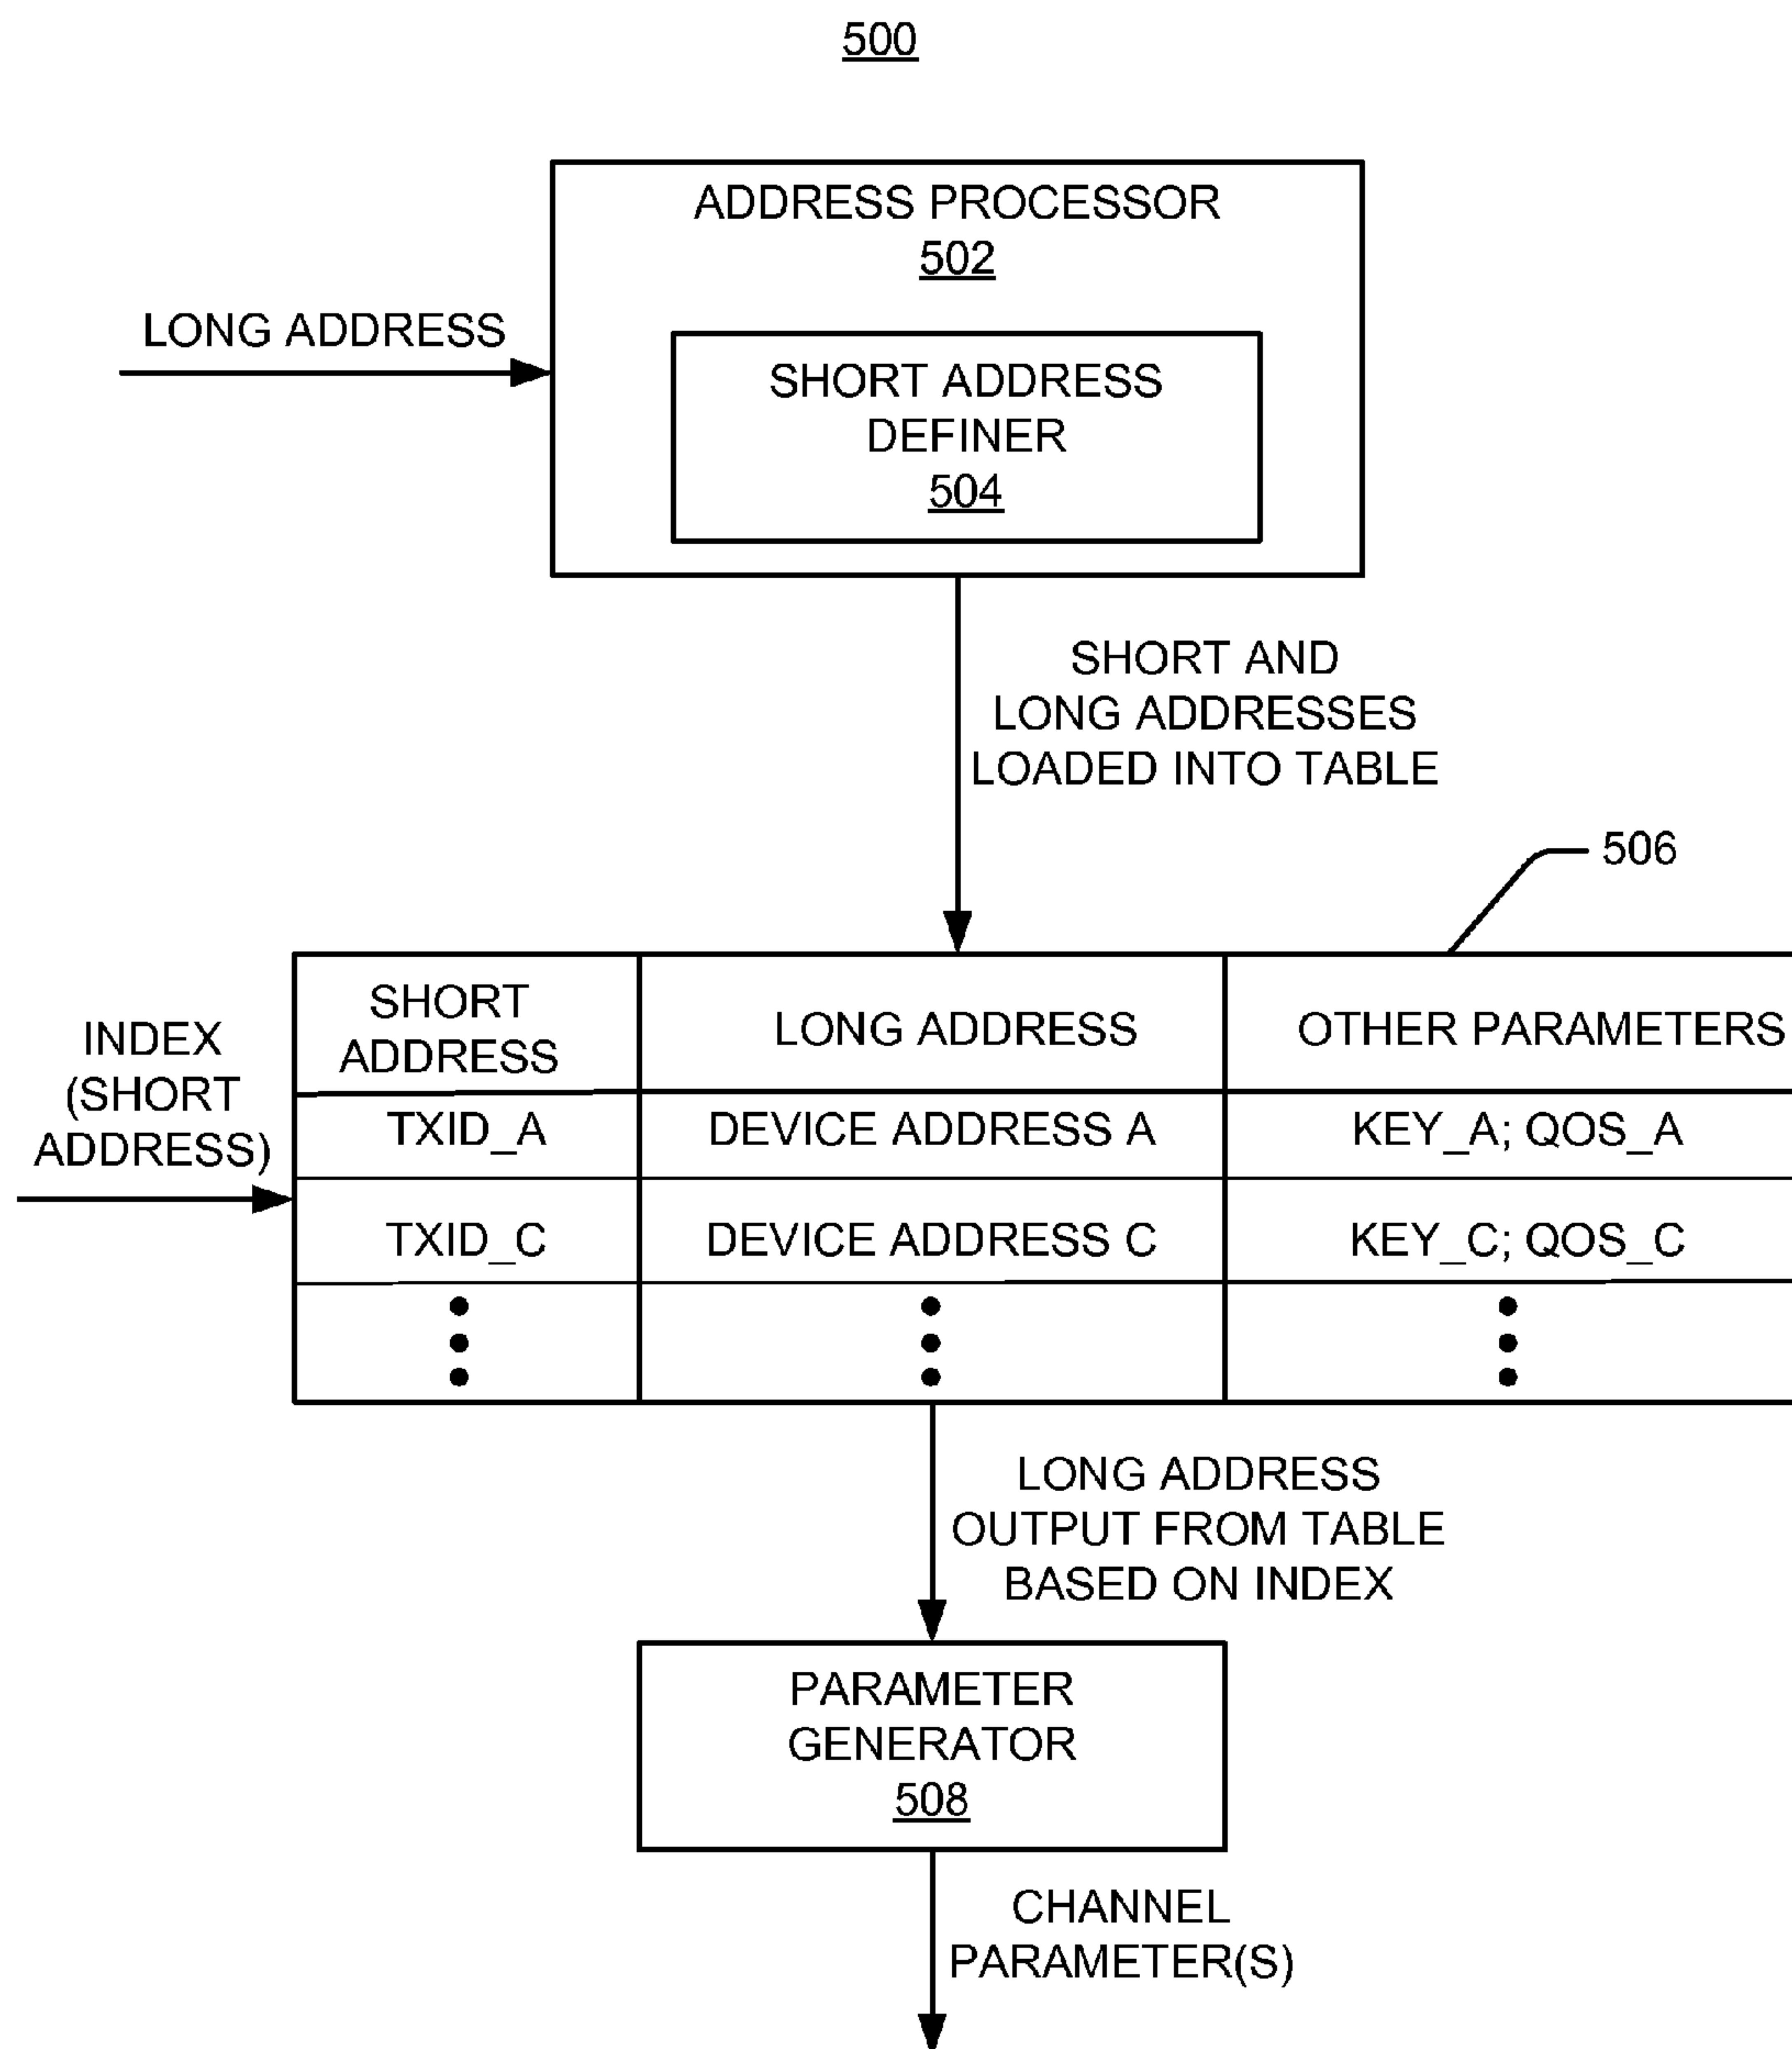 500
ADDRESS PROCESSOR
502
LONG ADDRESS
SHORT ADDRESS
DEFINER
504
SHORT AND
LONG ADDRESSES
LOADED INTO TABLE
506
INDEX
(SHORT
ADDRESS)
SHORT
ADDRESS
LONG ADDRESS
OTHER PARAMETERS
TXID_A
DEVICE ADDRESS A
KEY_A; QOS_A
TXID_C
DEVICE ADDRESS C
KEY_C; QOS_C
LONG ADDRESS
OUTPUT FROM TABLE
BASED ON INDEX
PARAMETER
GENERATOR
508
CHANNEL
PARAMETER(S)